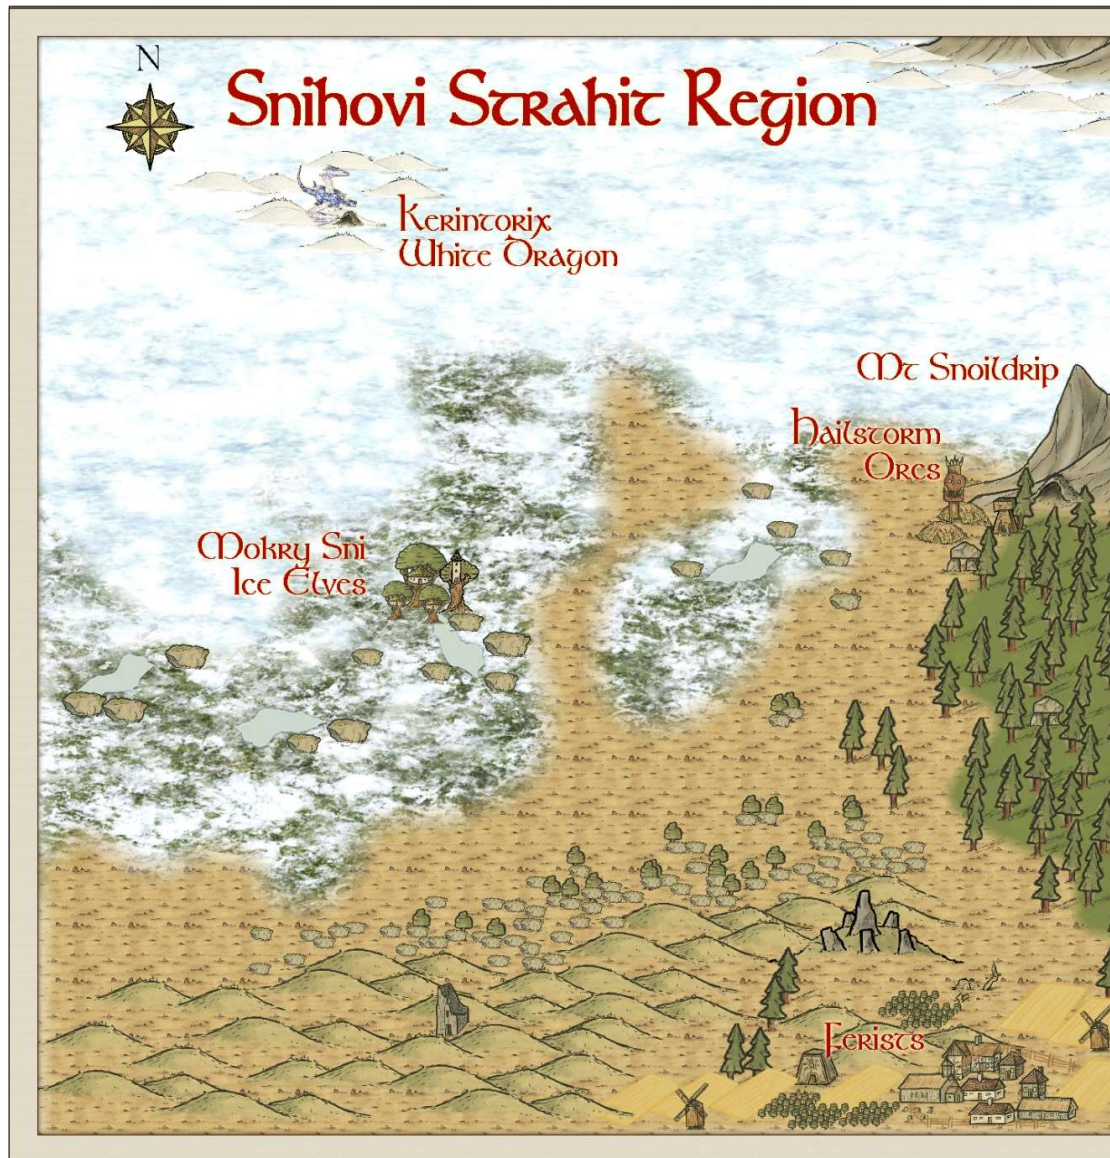 N
Snihovi Strahit Region
Kerintorix
White Dragon
Mt Snoildrip
Hailstorm
Orcs
Mokry Sni
Ice Elves
Ferists